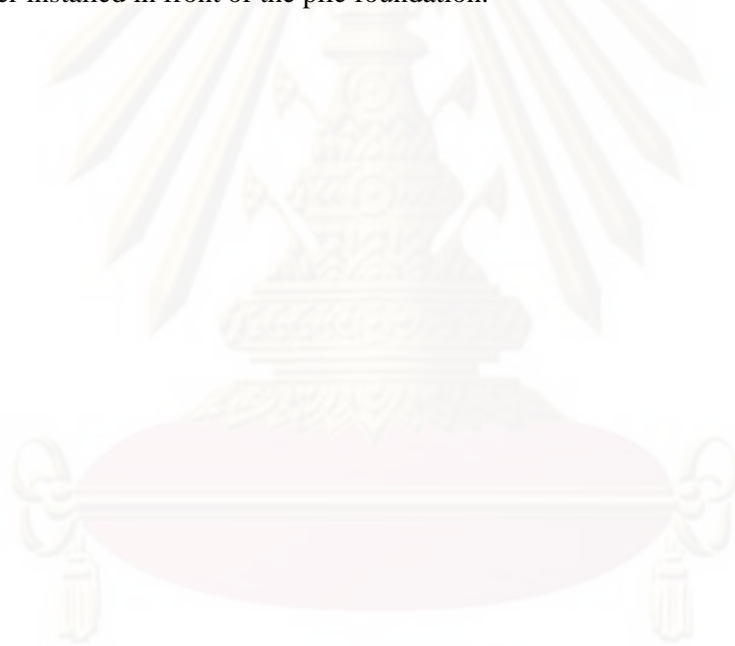 installed in front of the pile foundation.